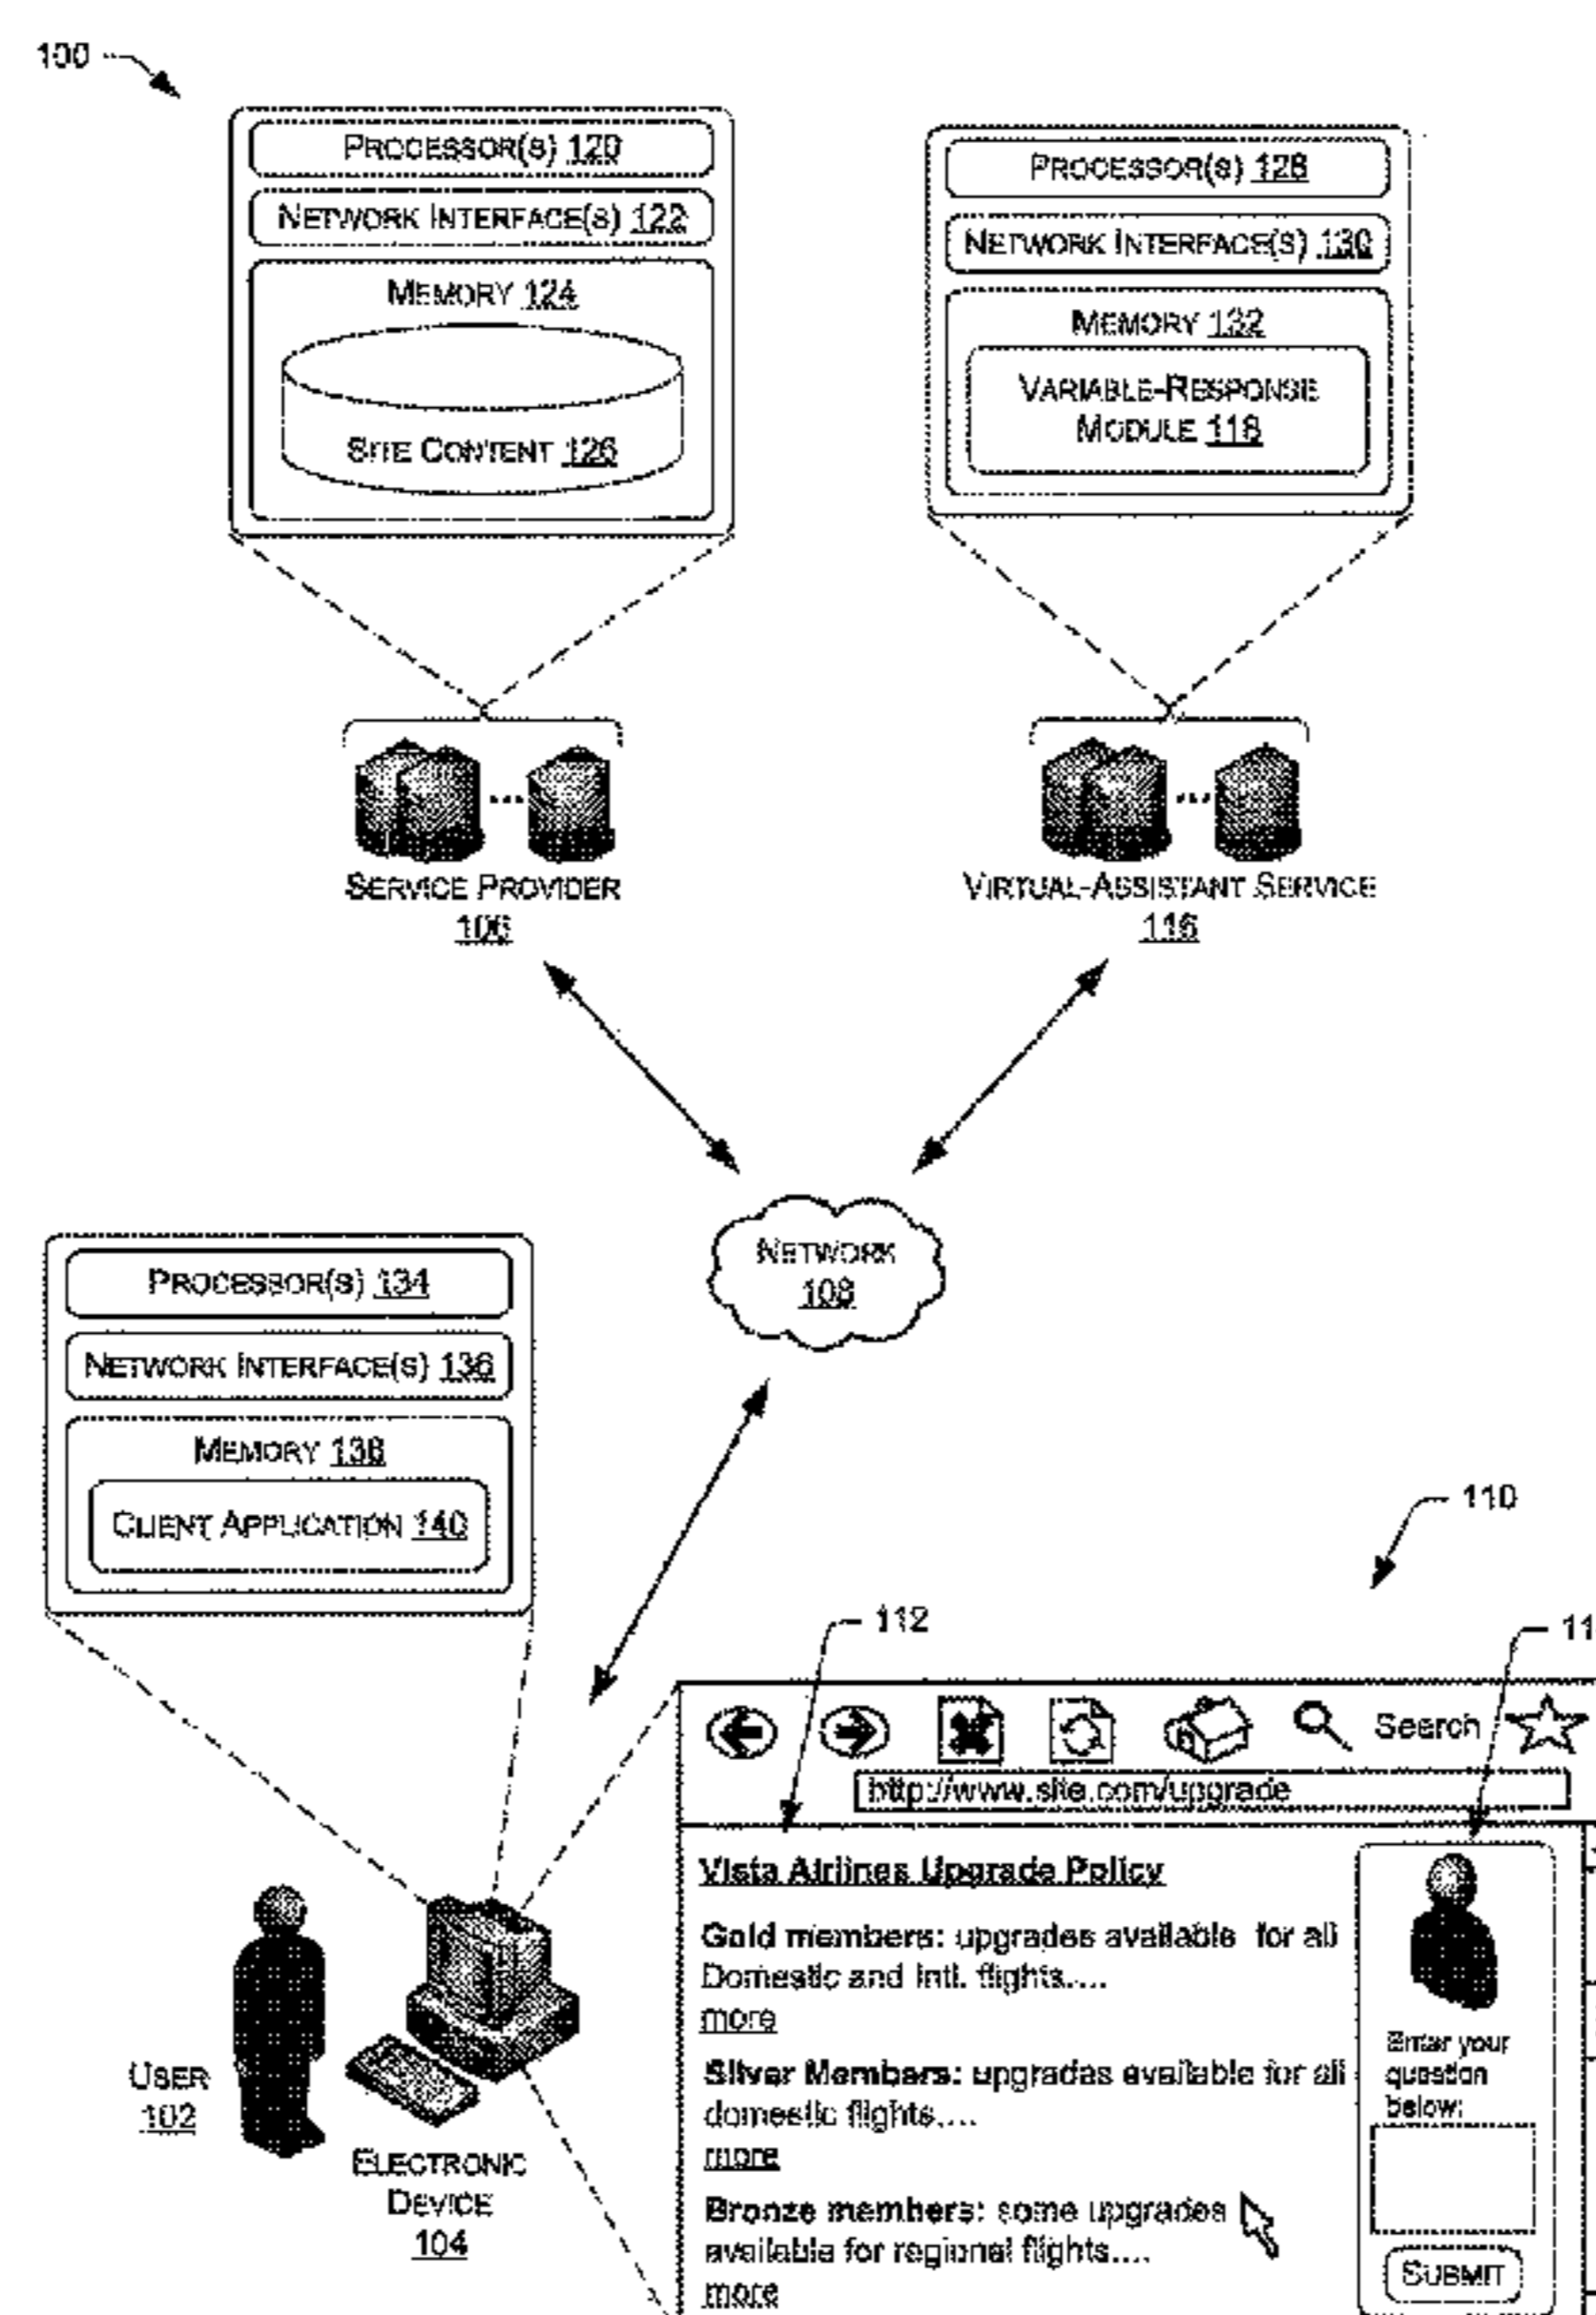 100
PROCESSOR(S) 120
NETWORK INTERFACE(S) 122
MEMORY 124
SITE CONTENT 126
PROCESSOR(S) 128
NETWORK INTERFACE(S) 130
MEMORY 132
VARIABLE-RESPONSE
MODULE 118
SERVICE PROVIDER
106
VIRTUAL-ASSISTANT SERVICE
116
NETWORK
108
PROCESSOR(S) 134
NETWORK INTERFACE(S) 136
MEMORY 138
CLIENT APPLICATION 140
110
112
11
Search
http://www.site.com/upgrade
Vista Airlines Upgrade Policy
Gold members: upgrades available for all
Domestic and Intl. flights....
more
Silver Members: upgrades available for all
domestic flights....
more
Bronze members: some upgrades
available for regional flights....
more
Enter your
question
below:
SUBMIT
USER
102
ELECTRONIC
DEVICE
104